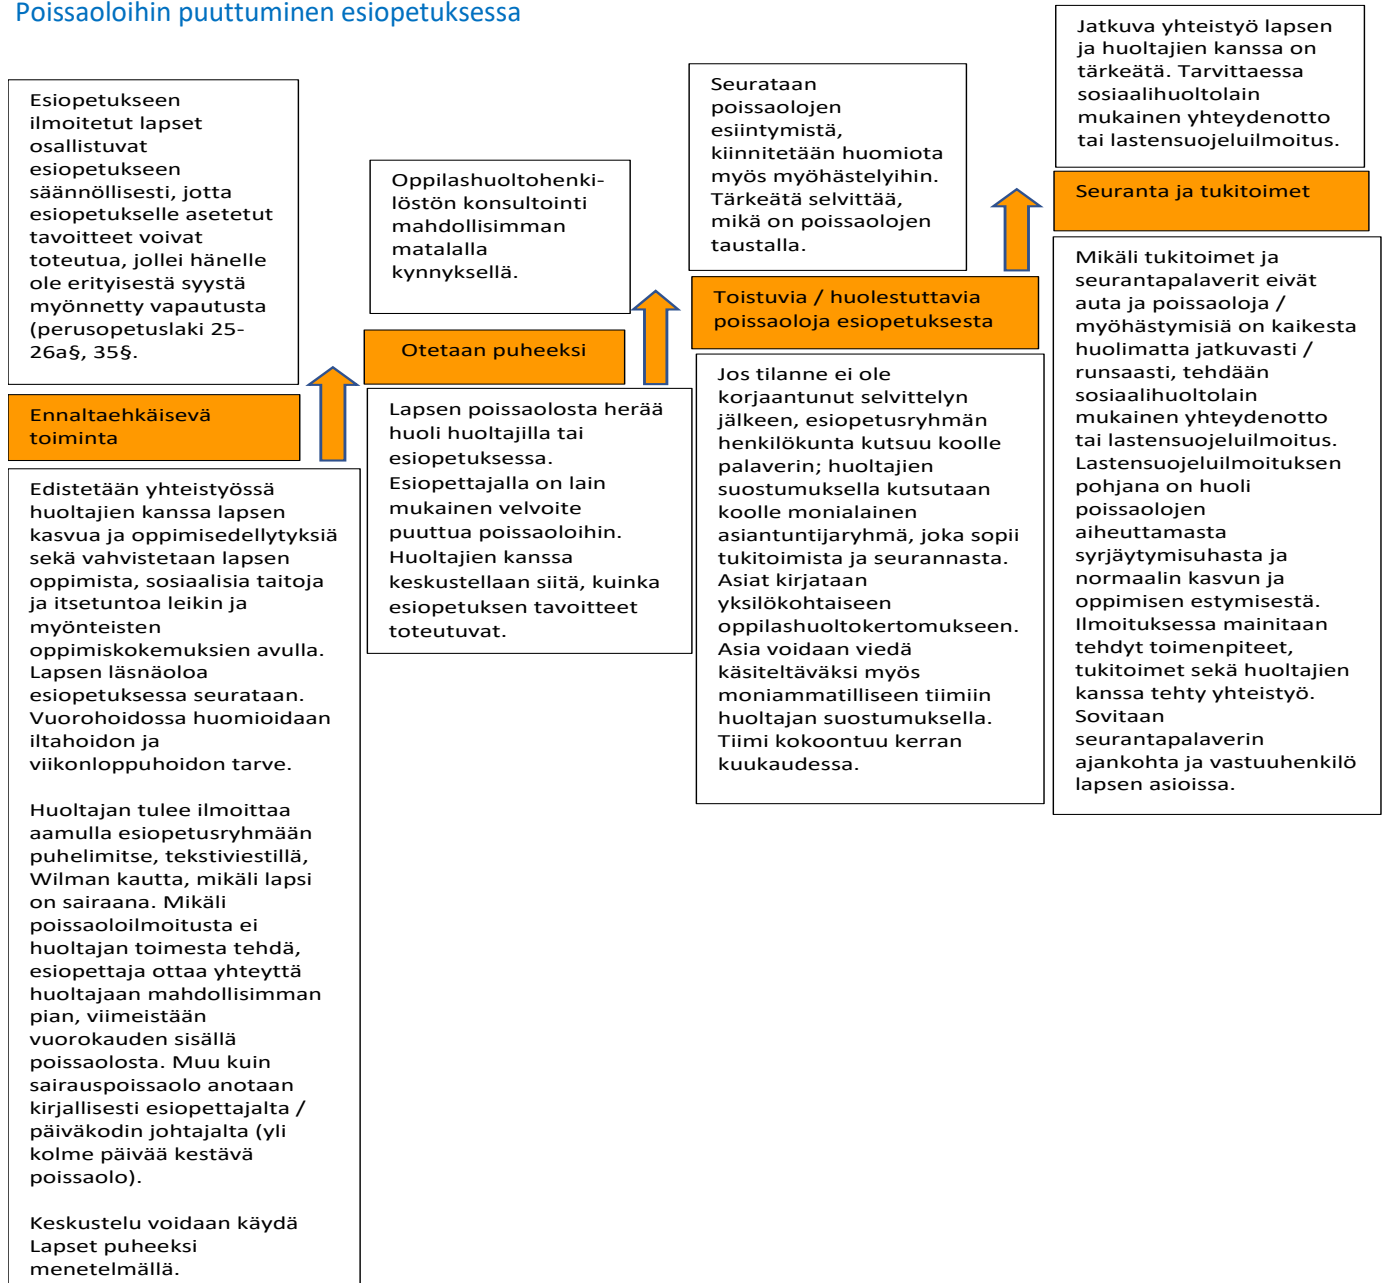 Poissaoloihin puuttuminen esiopetuksessa
Esiopetukseen
ilmoitetut lapset
osallistuvat
esiopetukseen
säännöllisesti, jotta
esiopetukselle asetetut
tavoitteet voivat
toteutua, jollei hänelle
ole erityisestä syystä
myönnetty vapautusta
(perusopetuslaki 25-
26a§, 35§.
Ennaltaehkäisevä
toiminta
Edistetään yhteistyössä
huoltajien kanssa lapsen
kasvua ja oppimisedellytyksiä
sekä vahvistetaan lapsen
oppimista, sosiaalisia taitoja
ja itsetuntoa leikin ja
myönteisten
oppimiskokemuksien avulla.
Lapsen läsnäoloa
esiopetuksessa seurataan.
Vuorohoidossa huomioidaan
iltahoidon ja
viikonloppuhoidon tarve.
Huoltajan tulee ilmoittaa
aamulla esiopetusryhmään
puhelimitse, tekstiviestillä,
Wilman kautta, mikäli lapsi
on sairaana. Mikäli
poissaoloilmoitusta ei
huoltajan toimesta tehdä,
esiopettaja ottaa yhteyttä
huoltajaan mahdollisimman
pian, viimeistään
vuorokauden sisällä
poissaolosta. Muu kuin
sairauspoissaolo anotaan
kirjallisesti esiopettajalta /
päiväkodin johtajalta (yli
kolme päivää kestävä
poissaolo).
Keskustelu voidaan käydä
Lapset puheeksi
menetelmällä.
Oppilashuoltohenki-
löstön konsultointi
mahdollisimman
matalalla
kynnyksellä.
Otetaan puheeksi
Lapsen poissaolosta herää
huoli huoltajilla tai
esiopetuksessa.
Esiopettajalla on lain
mukainen velvoite
puuttua poissaoloihin.
Huoltajien kanssa
keskustellaan siitä, kuinka
esiopetuksen tavoitteet
toteutuvat.
Seurataan
poissaolojen
esiintymistä,
kiinnitetään huomiota
myös myöhästelyihin.
Tärkeätä selvittää,
mikä on poissaolojen
taustalla.
Toistuvia / huolestuttavia
poissaoloja esiopetuksesta
Jos tilanne ei ole
korjaantunut selvittelyn
jälkeen, esiopetusryhmän
henkilökunta kutsuu koolle
palaverin; huoltajien
suostumuksella kutsutaan
koolle monialainen
asiantuntijaryhmä, joka sopii
tukitoimista ja seurannasta.
Asiat kirjataan
yksilökohtaiseen
oppilashuoltokertomukseen.
Asia voidaan viedä
käsiteltäväksi myös
moniammatilliseen tiimiin
huoltajan suostumuksella.
Tiimi kokoontuu kerran
kuukaudessa.
Jatkuva yhteistyö lapsen
ja huoltajien kanssa on
tärkeätä. Tarvittaessa
sosiaalihuoltolain
mukainen yhteydenotto
tai lastensuojeluilmoitus.
Seuranta ja tukitoimet
Mikäli tukitoimet ja
seurantapalaverit eivät
auta ja poissaoloja /
myöhästymisiä on kaikesta
huolimatta jatkuvasti /
runsaasti, tehdään
sosiaalihuoltolain
mukainen yhteydenotto
tai lastensuojeluilmoitus.
Lastensuojeluilmoituksen
pohjana on huoli
poissaolojen
aiheuttamasta
syrjäytymisuhasta ja
normaalin kasvun ja
oppimisen estymisestä.
Ilmoituksessa mainitaan
tehdyt toimenpiteet,
tukitoimet sekä huoltajien
kanssa tehty yhteistyö.
Sovitaan
seurantapalaverin
ajankohta ja vastuuhenkilö
lapsen asioissa.